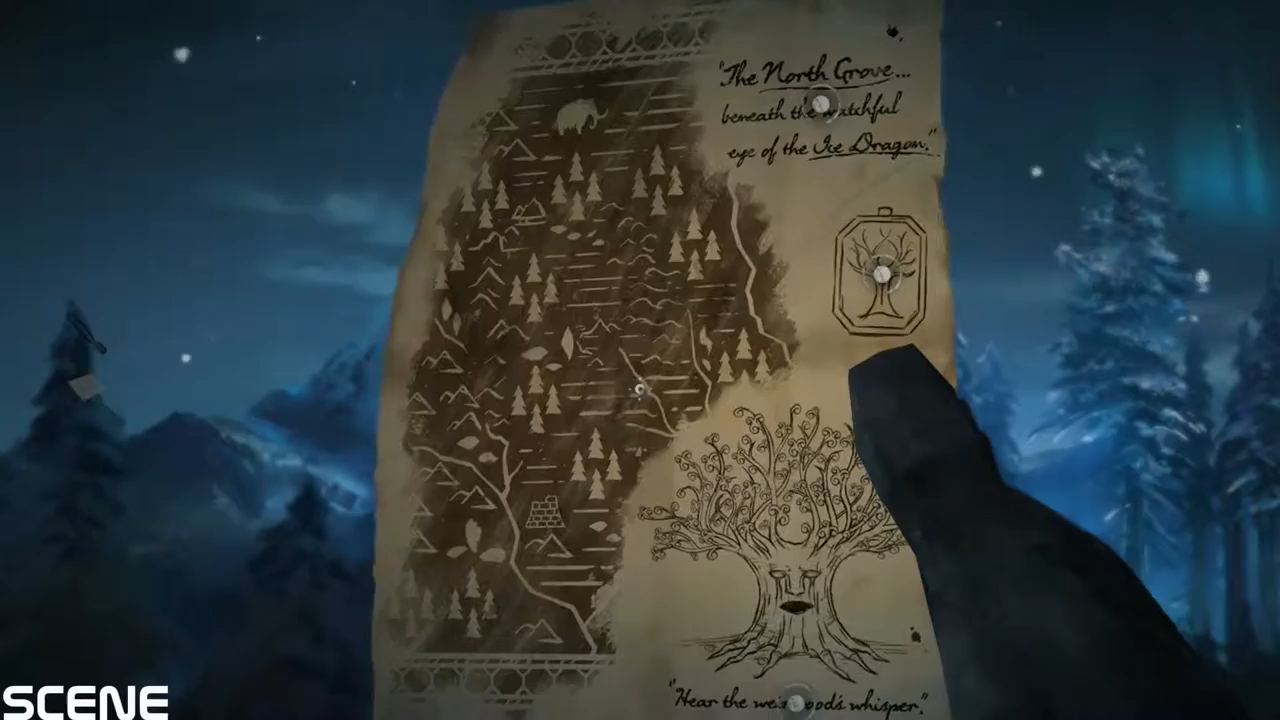 "The North Grove...
beneath the watchful
eye of the Ice Dragon."
"Hear the weirwood's whisper."
SCENE